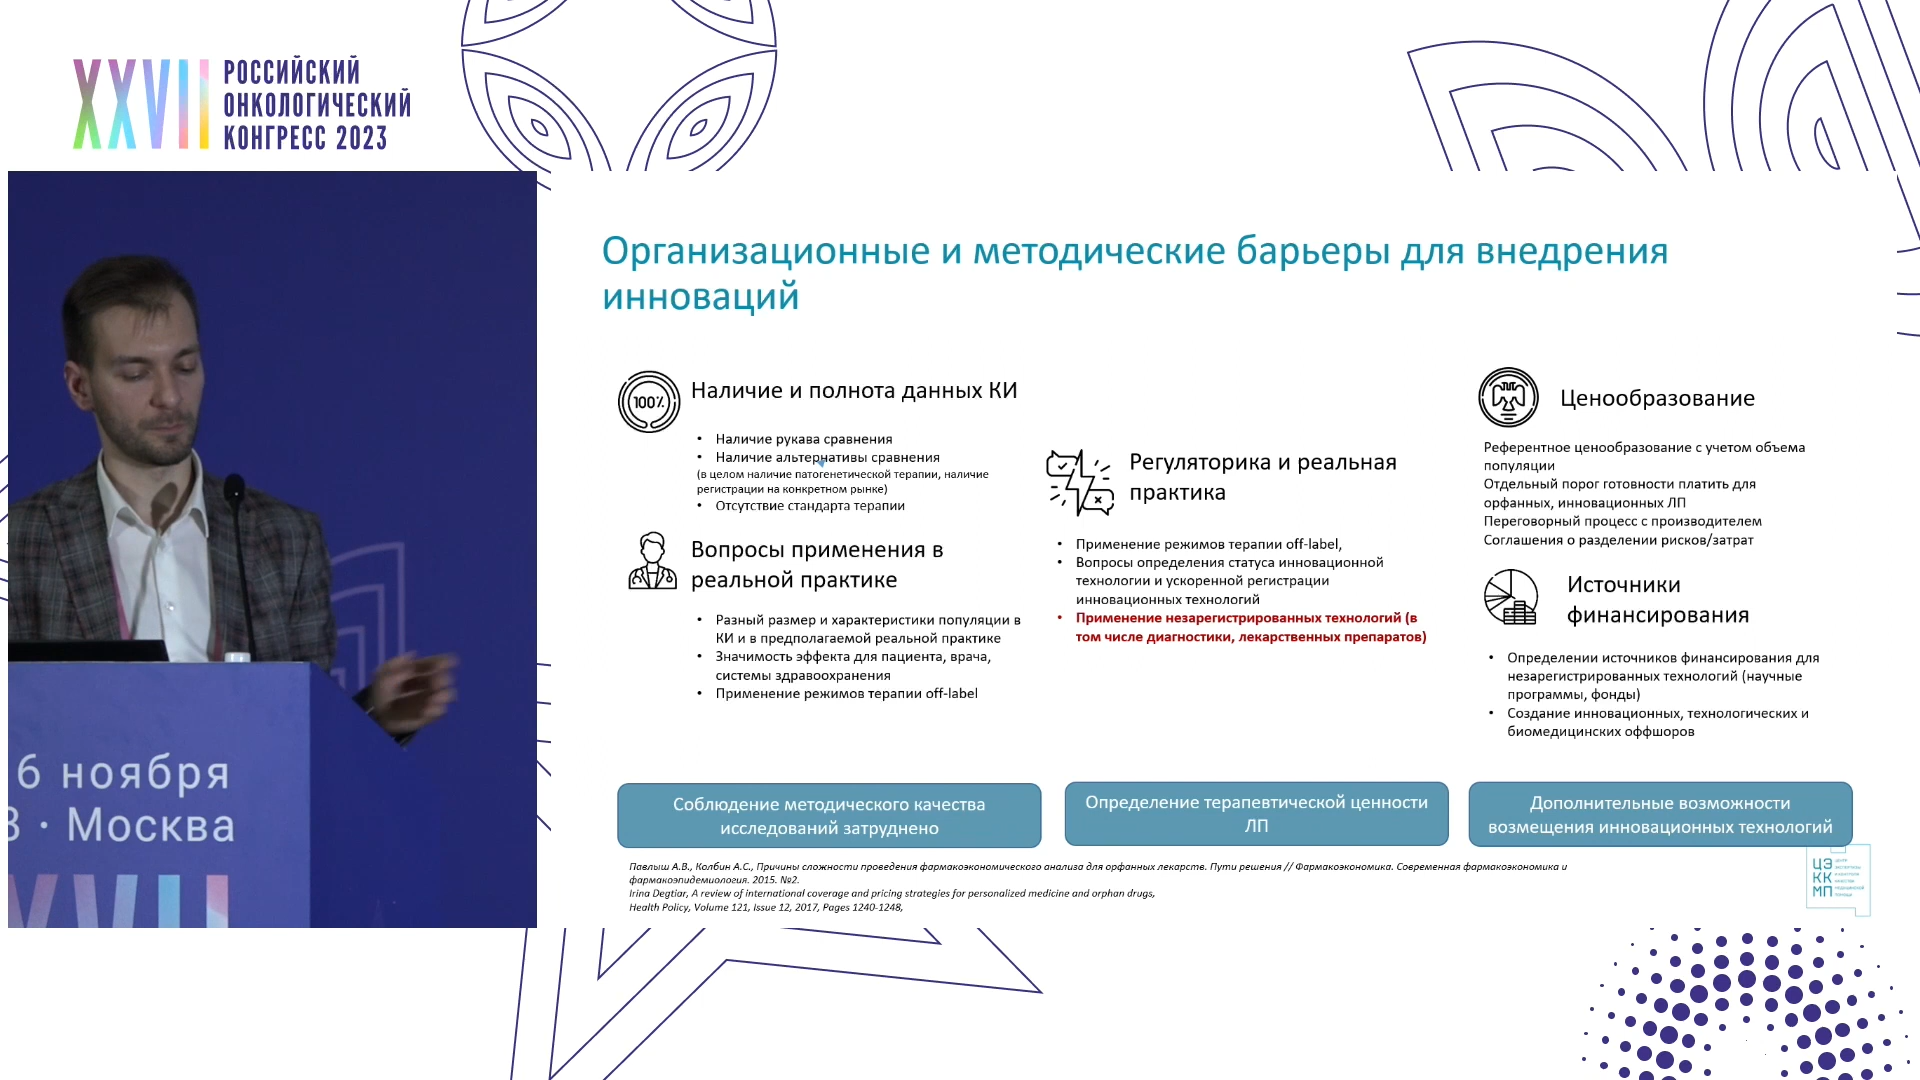 XXVII
РОССИЙСКИЙ
ОНКОЛОГИЧЕСКИЙ
КОНГРЕСС 2023
6 ноября
3 · Москва
XVII
Организационные и методические барьеры для внедрения
инноваций
100%
Наличие и полнота данных КИ
• Наличие рукава сравнения
• Наличие альтернативы сравнения
(в целом наличие патогенетической терапии, наличие
регистрации на конкретном рынке)
• Отсутствие стандарта терапии
Вопросы применения в
реальной практике
• Разный размер и характеристики популяции в
КИ и в предполагаемой реальной практике
• Значимость эффекта для пациента, врача,
системы здравоохранения
• Применение режимов терапии off-label
Соблюдение методического качества
исследований затруднено
Регуляторика и реальная
практика
• Применение режимов терапии off-label,
• Вопросы определения статуса инновационной
технологии и ускоренной регистрации
инновационных технологий
• Применение незарегистрированных технологий (в
том числе диагностики, лекарственных препаратов)
Определение терапевтической ценности
ЛП
Ценообразование
Референтное ценообразование с учетом объема
популяции
Отдельный порог готовности платить для
орфанных, инновационных ЛП
Переговорный процесс с производителем
Соглашения о разделении рисков/затрат
Источники
финансирования
• Определении источников финансирования для
незарегистрированных технологий (научные
программы, фонды)
• Создание инновационных, технологических и
биомедицинских оффшоров
Дополнительные возможности
возмещения инновационных технологий
Павлыш А.В., Колбин А.С., Причины сложности проведения фармакоэкономического анализа для орфанных лекарств. Пути решения // Фармакоэкономика. Современная фармакоэкономика и
фармакоэпидемиология. 2015. №2.
Irina Degtiar, A review of international coverage and pricing strategies for personalized medicine and orphan drugs,
Health Policy, Volume 121, Issue 12, 2017, Pages 1240-1248,
ЦЭ
КК
МП